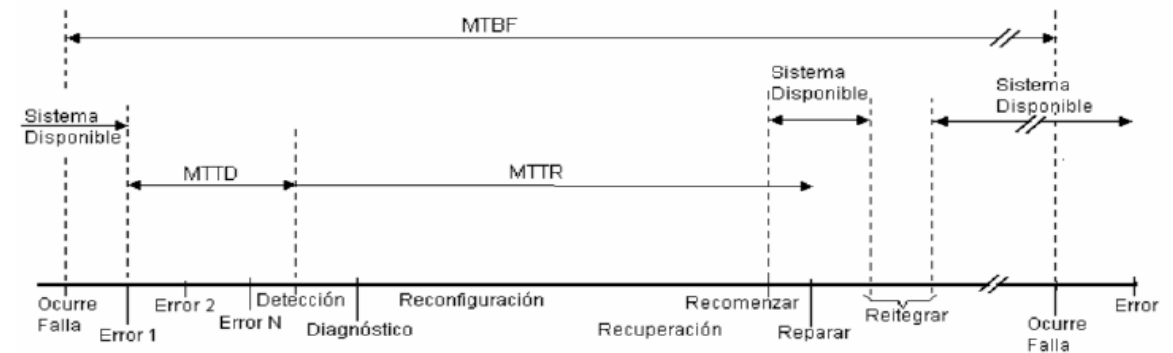 MTBF
Sistema
Disponible
Sistema
Disponible
Sistema
Disponible
MTTD
MTTR
Ocurre
Falla
Error 1
Error 2
Error N
Detección
Diagnóstico
Reconfiguración
Recuperación
Recomenzar
Reparar
Reitegrar
Ocurre
Falla
Error